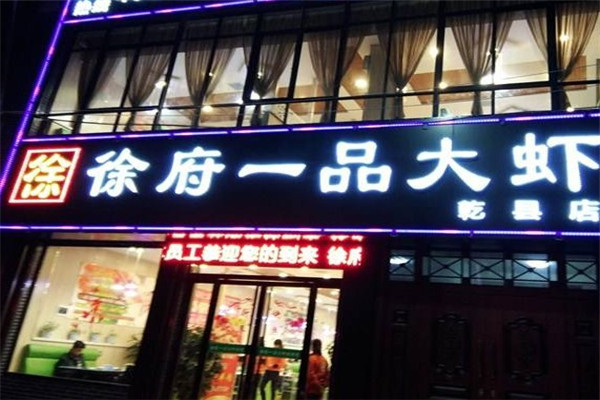 徐
徐府一品大虾
乾县店
员工恭迎您的到来 徐府